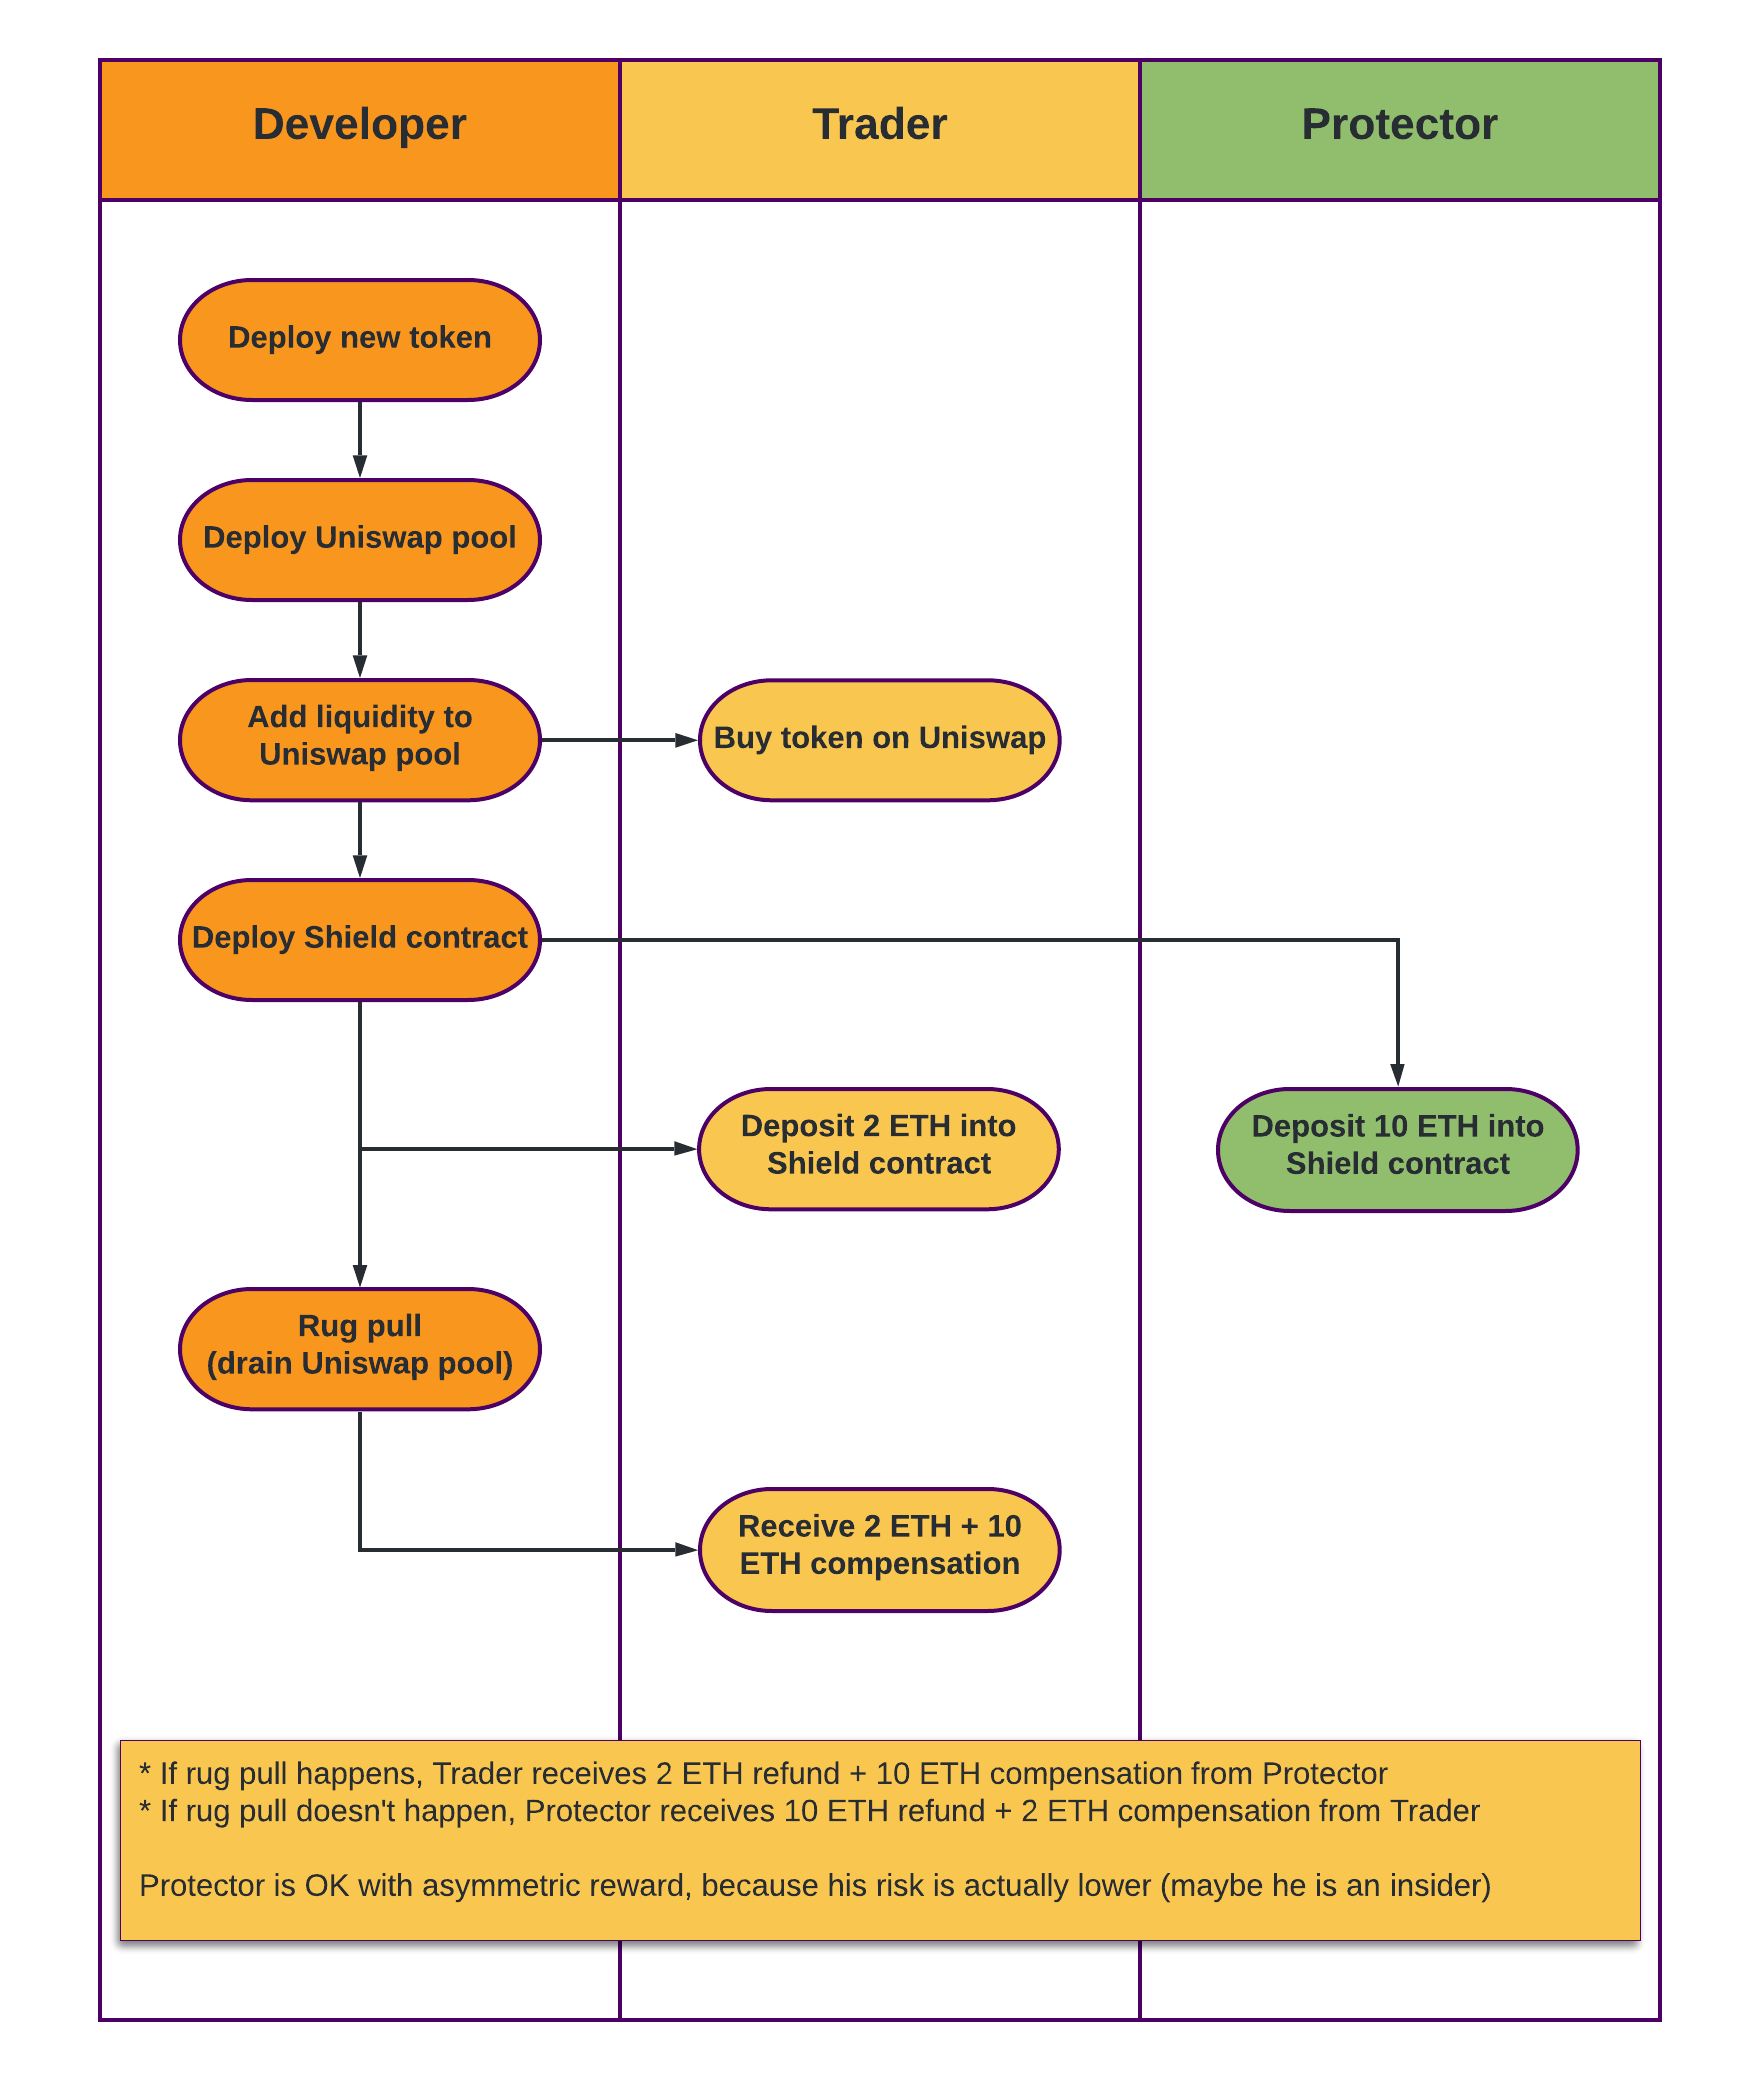 Developer
Trader
Protector
Deploy new token
Deploy Uniswap pool
Add liquidity to
Uniswap pool
Buy token on Uniswap
Deploy Shield contract
Deposit 2 ETH into
Shield contract
Deposit 10 ETH into
Shield contract
Rug pull
(drain Uniswap pool)
Receive 2 ETH + 10
ETH compensation
* If rug pull happens, Trader receives 2 ETH refund + 10 ETH compensation from Protector
* If rug pull doesn't happen, Protector receives 10 ETH refund + 2 ETH compensation from Trader
Protector is OK with asymmetric reward, because his risk is actually lower (maybe he is an insider)